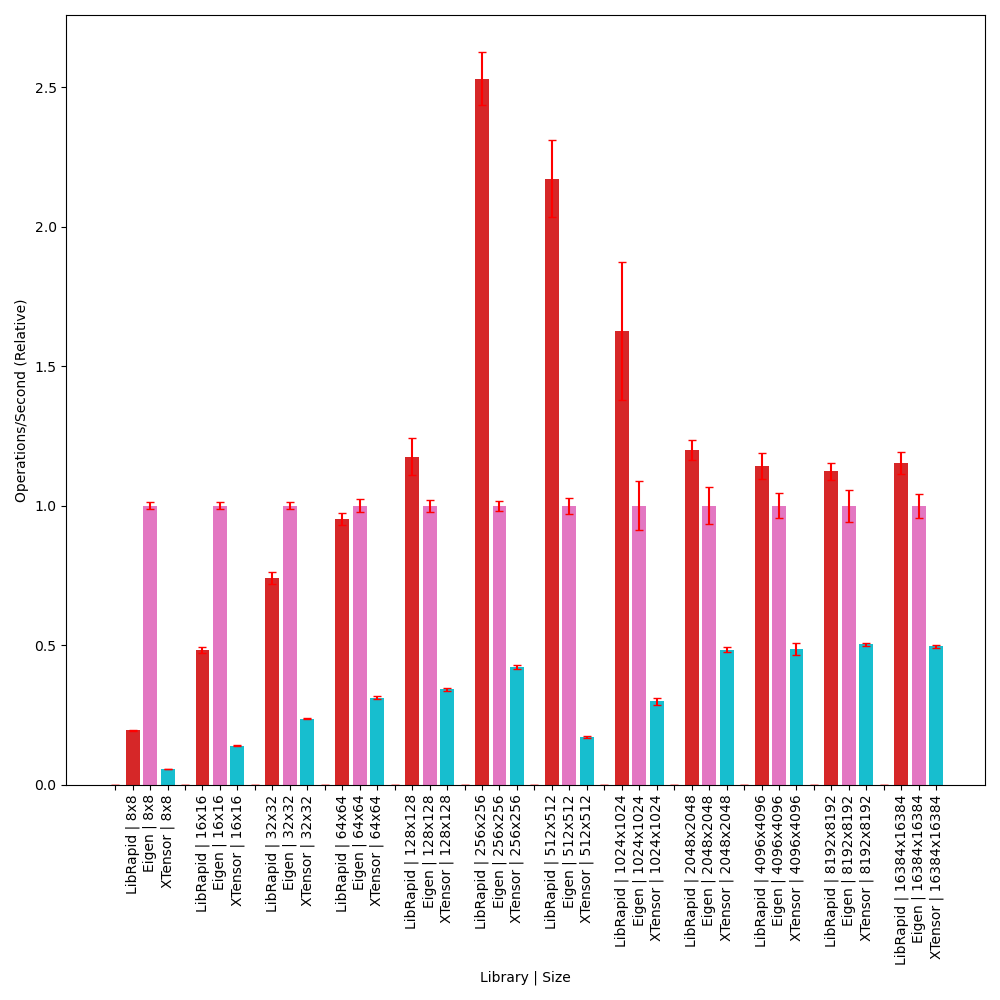 2.5
2.0
1.5
1.0
0.5
0.0
Operations/Second (Relative)
LibRapid | 8x8
Eigen | 8x8
XTensor | 8x8
LibRapid | 16x16
Eigen | 16x16
XTensor | 16x16
LibRapid | 32x32
Eigen | 32x32
XTensor | 32x32
LibRapid | 64x64
Eigen | 64x64
XTensor | 64x64
LibRapid | 128x128
Eigen | 128x128
XTensor | 128x128
LibRapid | 256x256
Eigen | 256x256
XTensor | 256x256
LibRapid | 512x512
Eigen | 512x512
XTensor | 512x512
LibRapid | 1024x1024
Eigen | 1024x1024
XTensor | 1024x1024
LibRapid | 2048x2048
Eigen | 2048x2048
XTensor | 2048x2048
LibRapid | 4096x4096
Eigen | 4096x4096
XTensor | 4096x4096
LibRapid | 8192x8192
Eigen | 8192x8192
XTensor | 8192x8192
LibRapid | 16384x16384
Eigen | 16384x16384
XTensor | 16384x16384
Library | Size